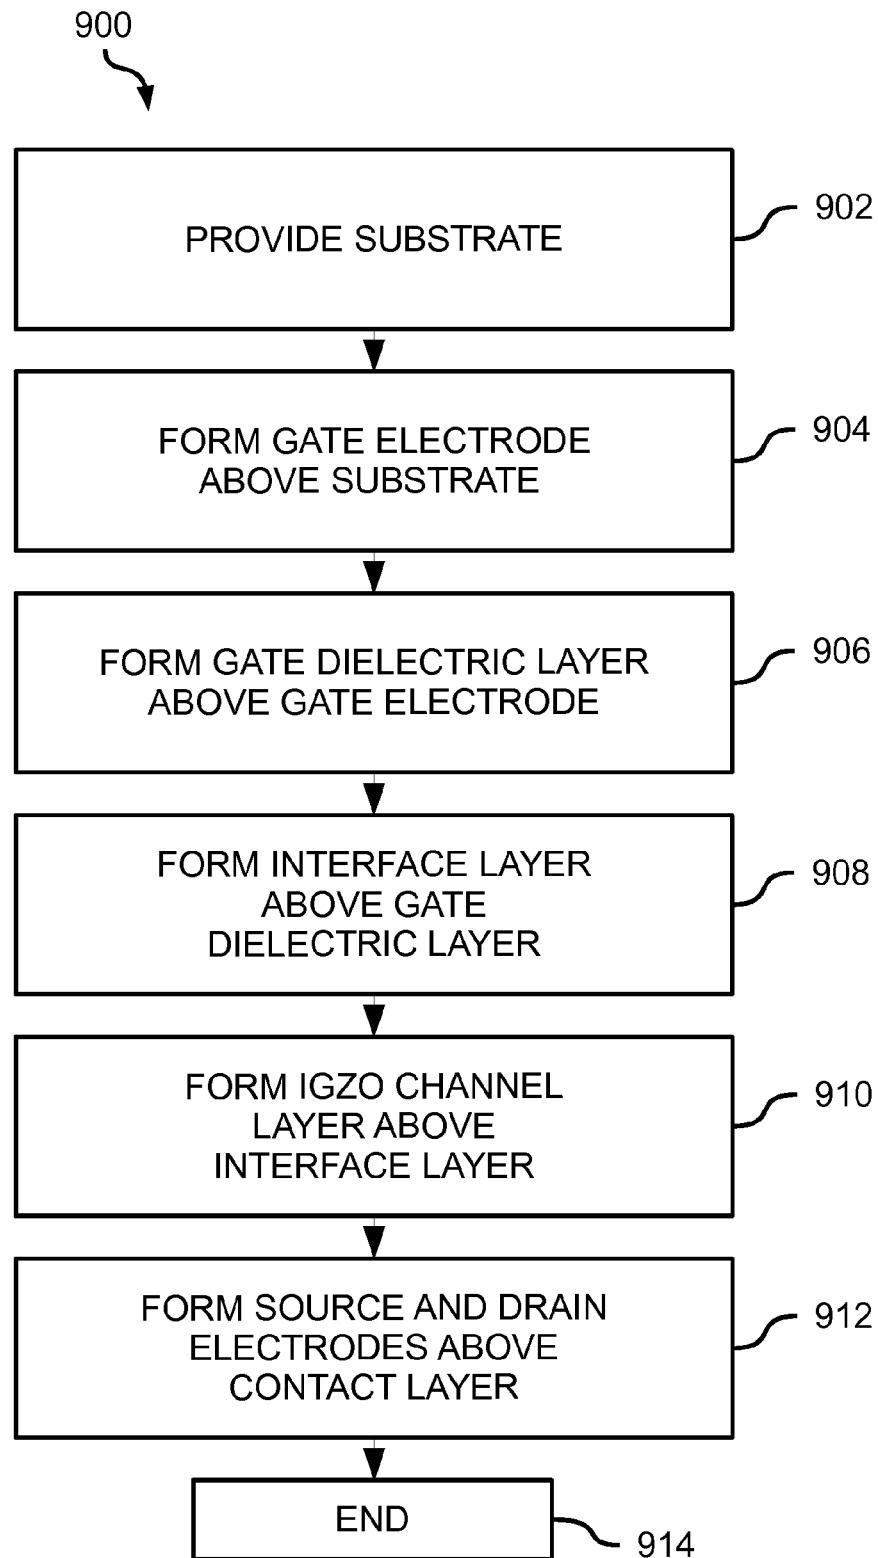 900
PROVIDE SUBSTRATE
902
FORM GATE ELECTRODE
ABOVE SUBSTRATE
904
FORM GATE DIELECTRIC LAYER
ABOVE GATE ELECTRODE
906
FORM INTERFACE LAYER
ABOVE GATE
DIELECTRIC LAYER
908
FORM IGZO CHANNEL
LAYER ABOVE
INTERFACE LAYER
910
FORM SOURCE AND DRAIN
ELECTRODES ABOVE
CONTACT LAYER
912
END
914